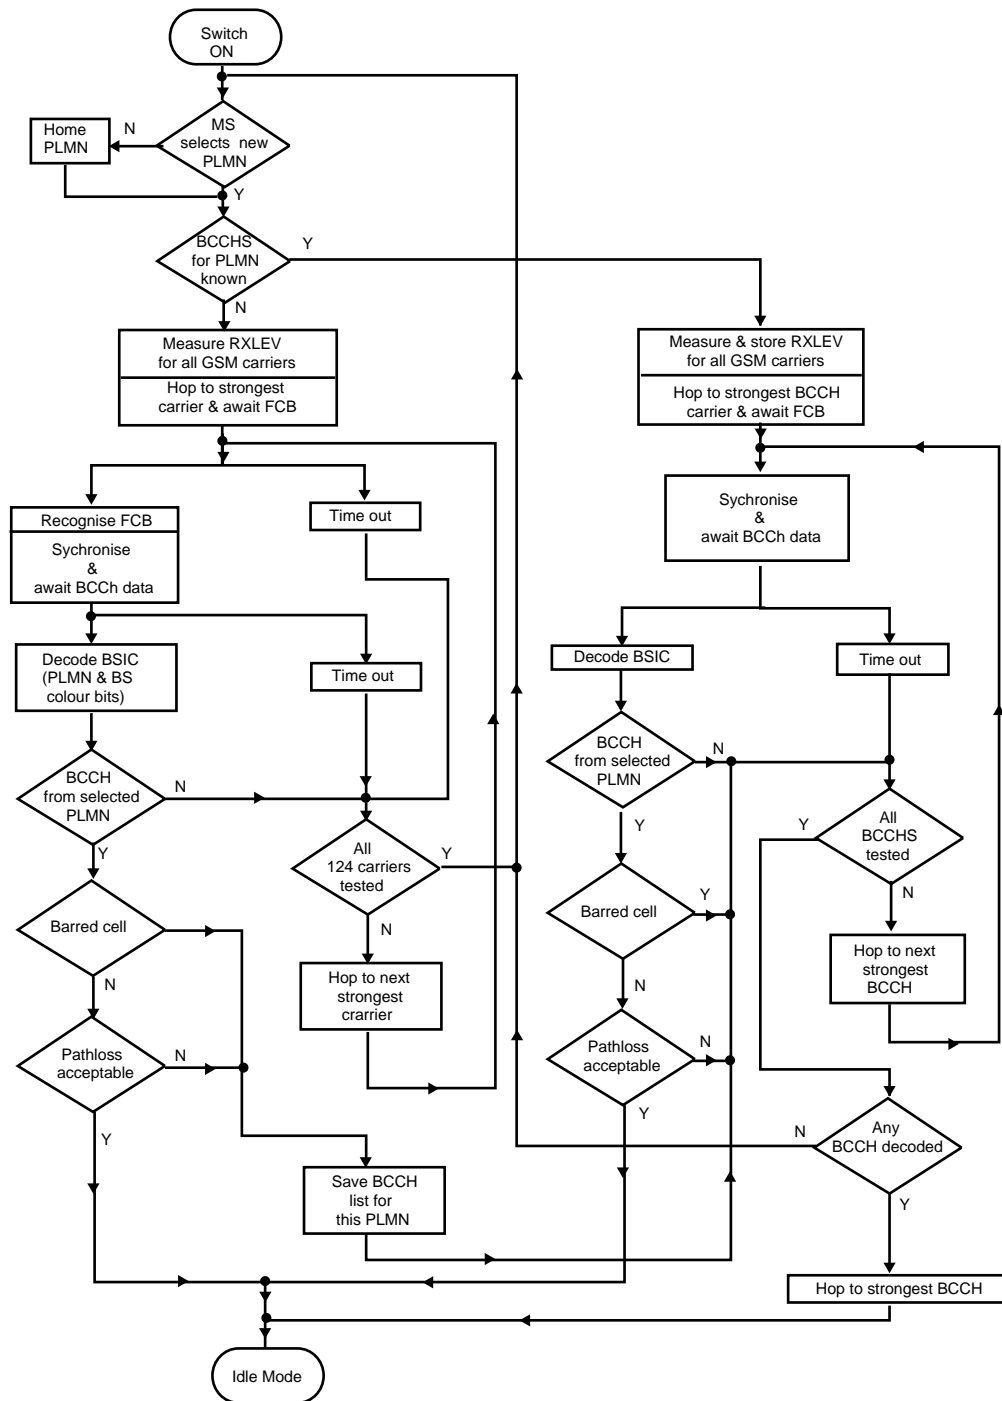 Switch
ON
MS
selects new
PLMN
N
Home
PLMN
Y
BCCHS
for PLMN
known
Y
N
Measure RXLEV
for all GSM carriers
Hop to strongest
carrier & await FCB
Measure & store RXLEV
for all GSM carriers
Hop to strongest BCCH
carrier & await FCB
Recognise FCB
Sychronise
&
await BCCh data
Time out
Sychronise
&
await BCCh data
Decode BSIC
(PLMN & BS
colour bits)
Time out
Decode BSIC
Time out
BCCH
from selected
PLMN
N
Y
All
124 carriers
tested
Y
N
BCCH
from selected
PLMN
N
Y
All
BCCHS
tested
Y
N
Barred cell
N
Hop to next
strongest
crarrier
Barred cell
Y
N
Hop to next
strongest
BCCH
Pathloss
acceptable
N
Y
Pathloss
acceptable
N
Y
Any
BCCH decoded
N
Y
Save BCCH
list for
this PLMN
Hop to strongest BCCH
Idle Mode